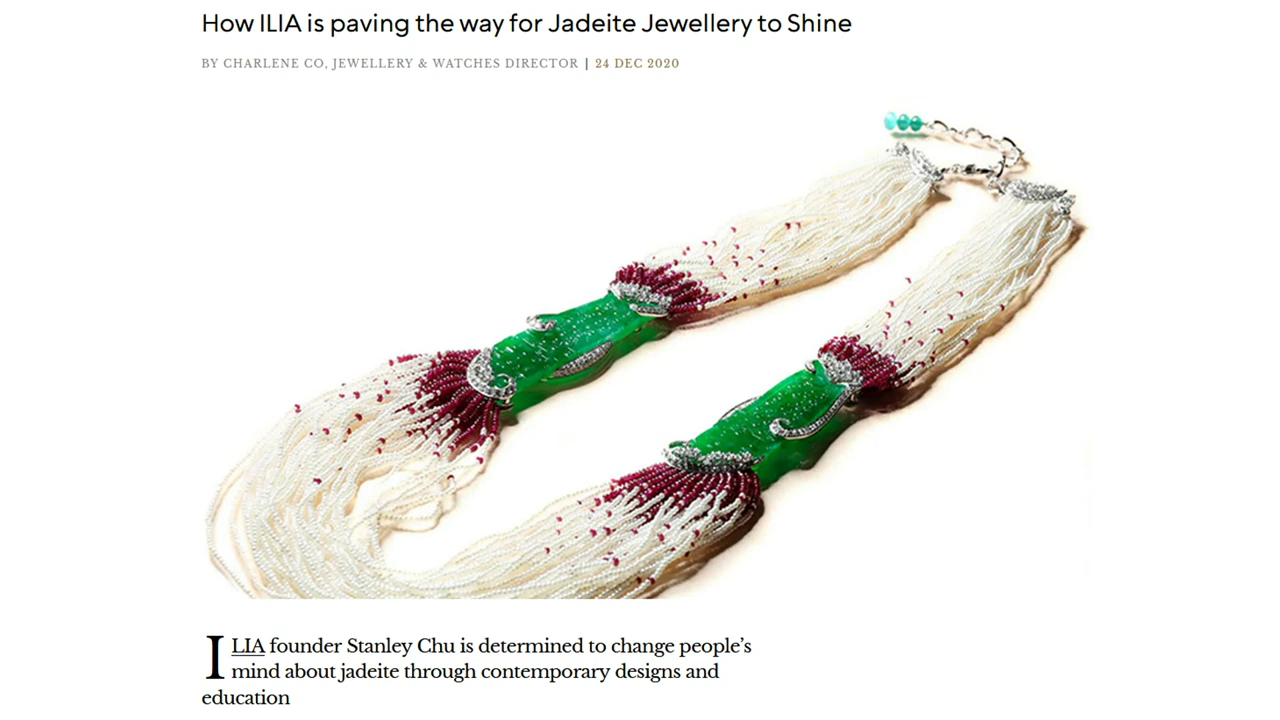 How ILIA is paving the way for Jadeite Jewellery to Shine
BY CHARLENE CO, JEWELLERY & WATCHES DIRECTOR | 24 DEC 2020
ILIA founder Stanley Chu is determined to change people’s
mind about jadeite through contemporary designs and
education